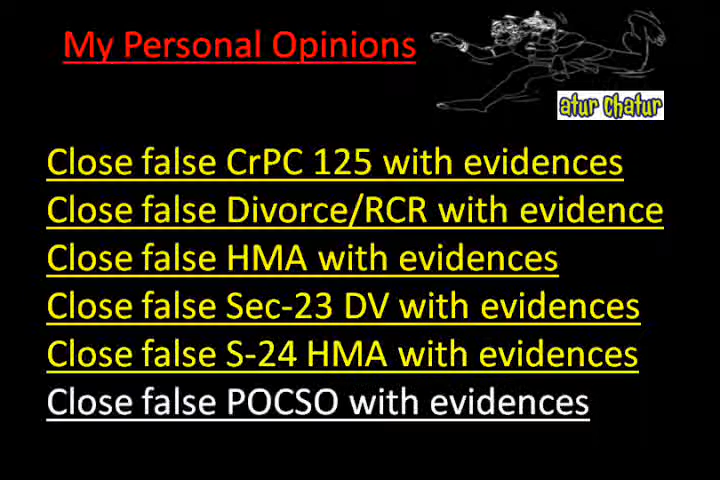 My Personal Opinions
atur Chatur
Close false CrPC 125 with evidences
Close false Divorce/RCR with evidence
Close false HMA with evidences
Close false Sec-23 DV with evidences
Close false S-24 HMA with evidences
Close false POCSO with evidences